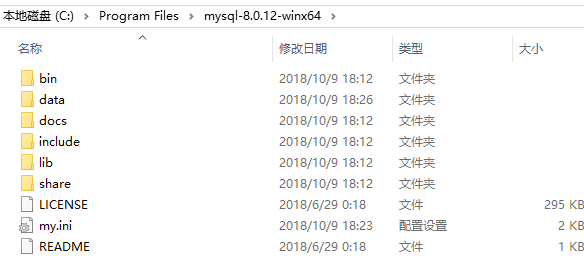 本地磁盘 (C:) > Program Files > mysql-8.0.12-winx64 >
名称 修改日期 类型 大小
bin 2018/10/9 18:12 文件夹
data 2018/10/9 18:26 文件夹
docs 2018/10/9 18:12 文件夹
include 2018/10/9 18:12 文件夹
lib 2018/10/9 18:12 文件夹
share 2018/10/9 18:12 文件夹
LICENSE 2018/6/29 0:18 文件 295 KB
my.ini 2018/10/9 18:23 配置设置 2 KB
README 2018/6/29 0:18 文件 1 KB